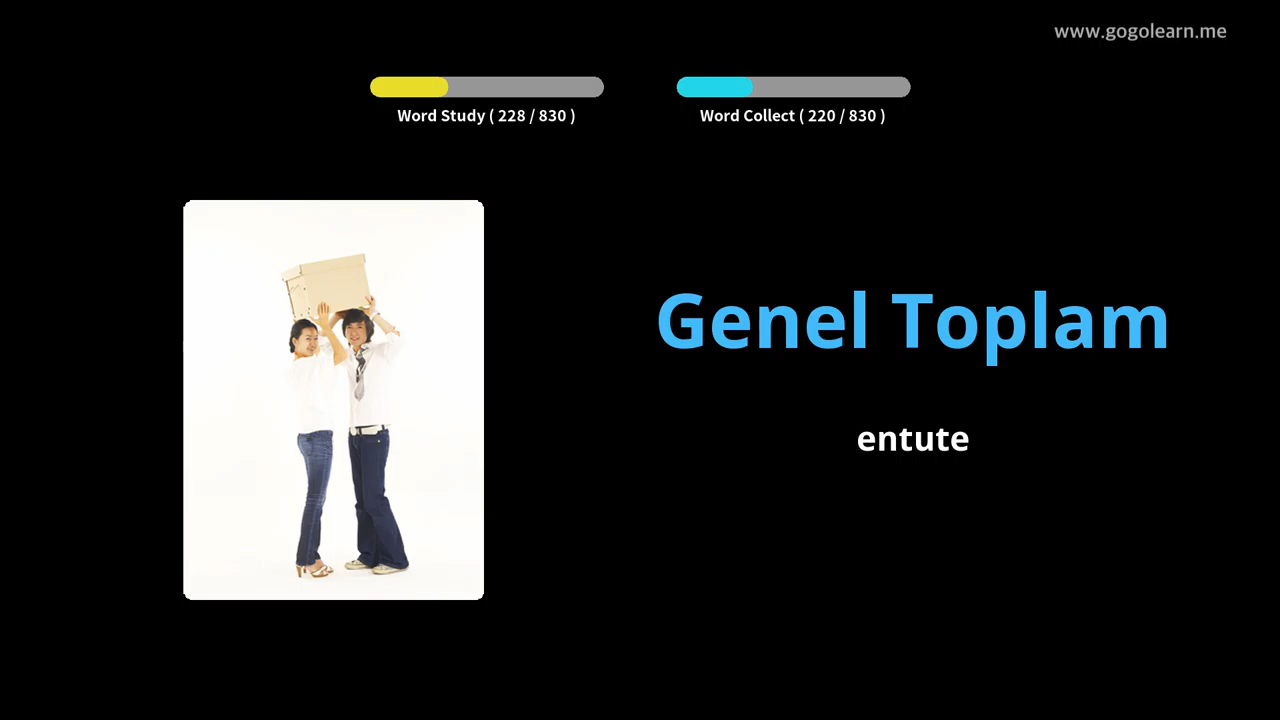 www.gogolearn.me
Word Study ( 228 / 830 )
Word Collect ( 220 / 830 )
Genel Toplam
entute